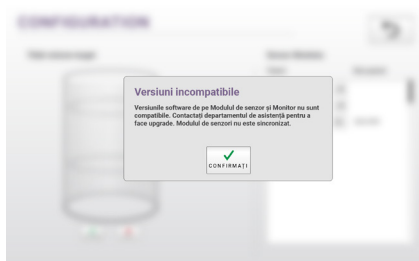 CONFIGURATION
Versiuni incompatibile
Versiunile software de pe Modulul de senzor și Monitor nu sunt
compatibile. Contactați departamentul de asistență pentru a
face upgrade. Modulul de senzori nu este sincronizat.
CONFIRMAȚI